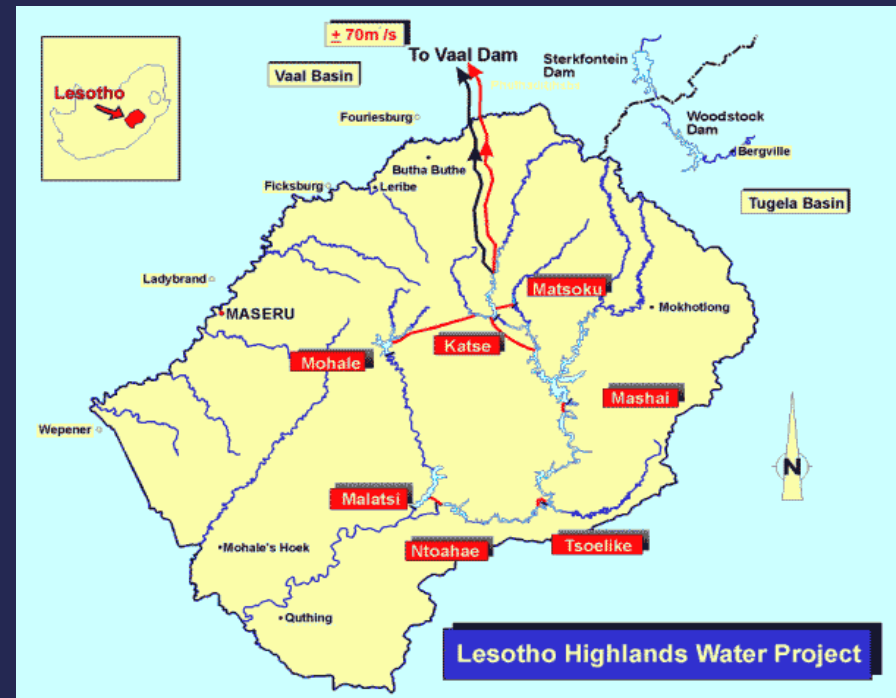 ± 70m³/s
To Vaal Dam
Sterkfontein
Dam
Vaal Basin
Lesotho
Woodstock
Dam
Fouriesburg
Bergville
Butha Buthe
Ficksburg
Leribe
Tugela Basin
Ladybrand
Matsoku
Mokhotlong
MASERU
Katse
Mohale
Mashai
Wepener
N
Malatsi
Mohale's Hoek
Ntoahae
Tsoelike
Quthing
Lesotho Highlands Water Project